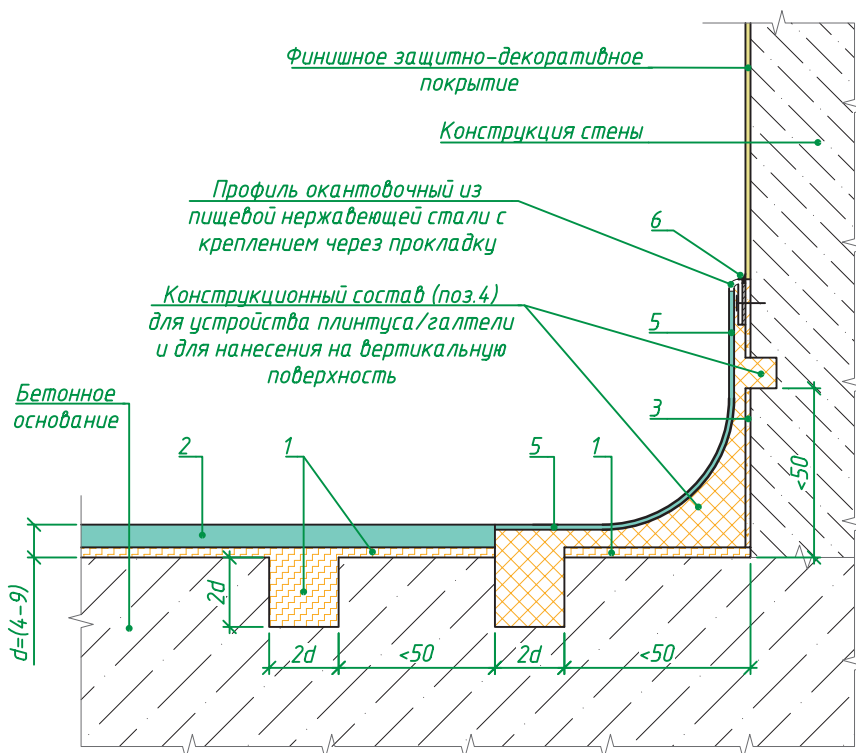 Финишное защитно-декоративное
покрытие
Конструкция стены
Профиль окантовочный из
пищевой нержавеющей стали с
креплением через прокладку
6
Конструкционный состав (поз.4)
для устройства плинтуса/галтели
и для нанесения на вертикальную
поверхность
5
Бетонное
основание
3
2
1
5
1
<50
d=(4-9)
2d
2d
<50
2d
<50